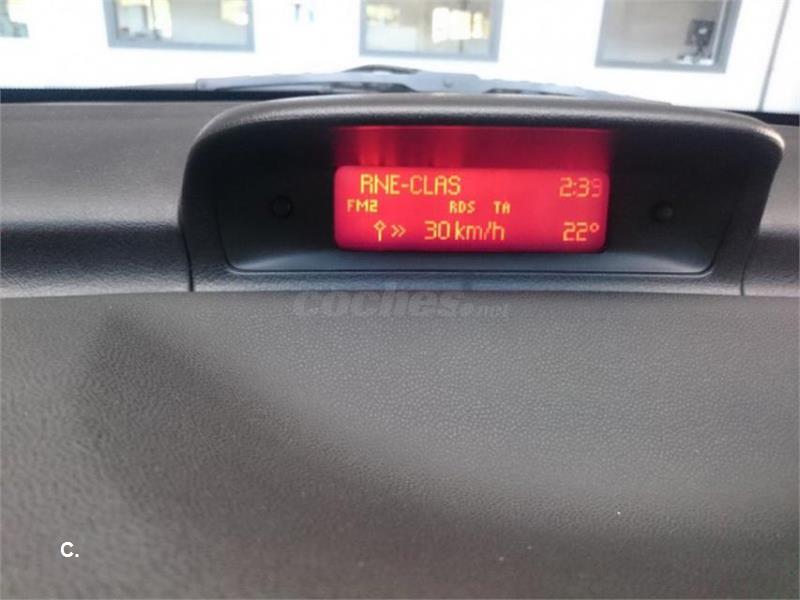 RNE-CLAS 2:39
FM2 RDS TA
30 km/h 22°
coches.net
C.